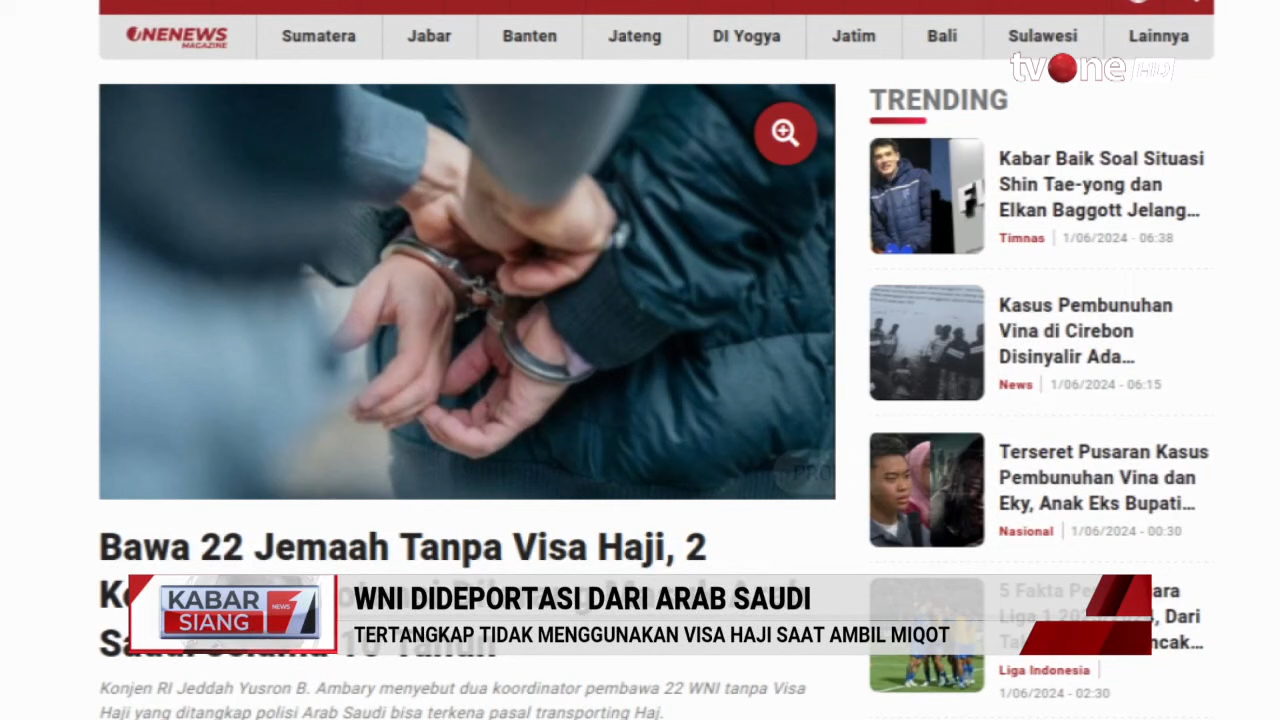 ONENEWS
MAGAZINE
Sumatera
Jabar
Banten
Jateng
DI Yogya
Jatim
Bali
Sulawesi
Lainnya
tvOne HD
TRENDING
Kabar Baik Soal Situasi
Shin Tae-yong dan
Elkan Baggott Jelang...
Timnas | 1/06/2024 - 06:38
Kasus Pembunuhan
Vina di Cirebon
Disinyalir Ada...
News | 1/06/2024 - 06:15
Terseret Pusaran Kasus
Pembunuhan Vina dan
Eky, Anak Eks Bupati...
Nasional | 1/06/2024 - 00:30
5 Fakta
Liga 1
Dari
Liga Indonesia |
1/06/2024 - 02:30
Bawa 22 Jemaah Tanpa Visa Haji, 2
KABAR
SIANG
NEWS
1
WNI DIDEPORTASI DARI ARAB SAUDI
TERTANGKAP TIDAK MENGGUNAKAN VISA HAJI SAAT AMBIL MIQOT
Konjen RI Jeddah Yusron B. Ambary menyebut dua koordinator pembawa 22 WNI tanpa Visa
Haji yang ditangkap polisi Arab Saudi bisa terkena pasal transporting Haj.